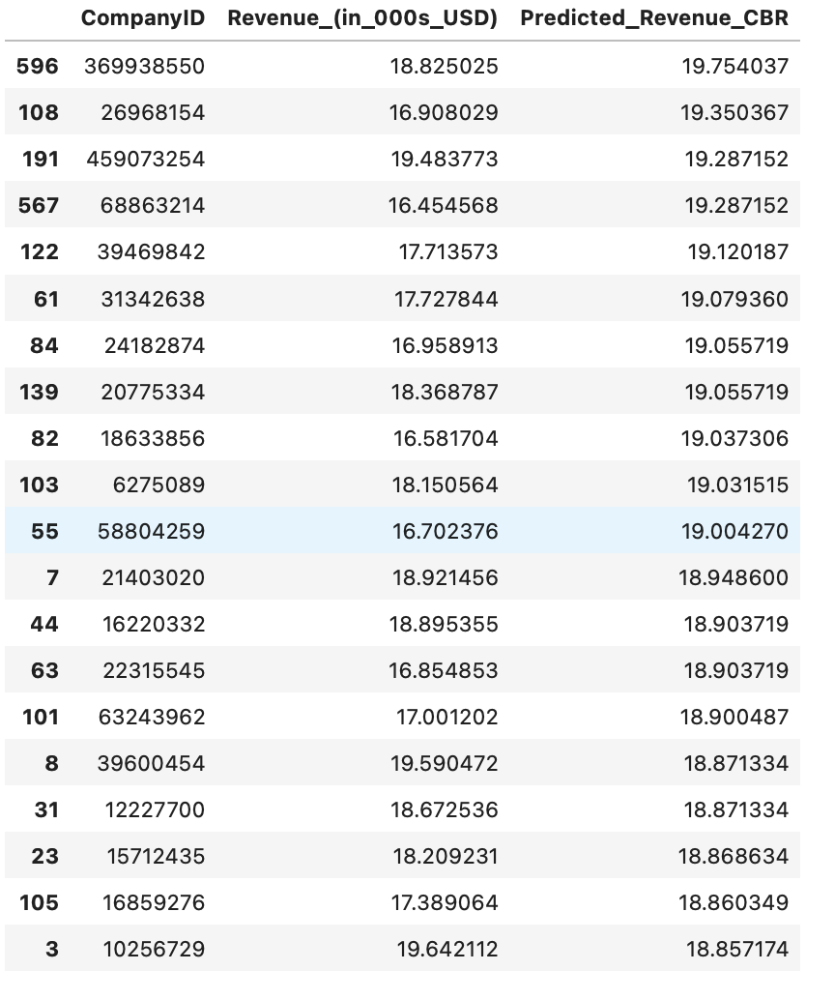 CompanyID Revenue_(in_000s_USD) Predicted_Revenue_CBR
596 369938550 18.825025 19.754037
108 26968154 16.908029 19.350367
191 459073254 19.483773 19.287152
567 68863214 16.454568 19.287152
122 39469842 17.713573 19.120187
61 31342638 17.727844 19.079360
84 24182874 16.958913 19.055719
139 20775334 18.368787 19.055719
82 18633856 16.581704 19.037306
103 6275089 18.150564 19.031515
55 58804259 16.702376 19.004270
7 21403020 18.921456 18.948600
44 16220332 18.895355 18.903719
63 22315545 16.854853 18.903719
101 63243962 17.001202 18.900487
8 39600454 19.590472 18.871334
31 12227700 18.672536 18.871334
23 15712435 18.209231 18.868634
105 16859276 17.389064 18.860349
3 10256729 19.642112 18.857174